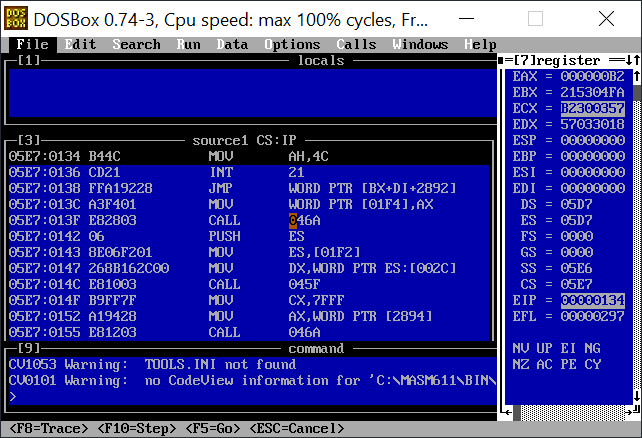 DOSBox 0.74-3, Cpu speed: max 100% cycles, Fr...
File Edit Search Run Data Options Calls Windows Help
[1] locals
[3] source1 CS:IP
05E7:0134 B44C MOV AH,4C
05E7:0136 CD21 INT 21
05E7:0138 FFA19228 JMP WORD PTR [BX+DI+2892]
05E7:013C A3F401 MOV WORD PTR [01F4],AX
05E7:013F E82803 CALL 046A
05E7:0142 06 PUSH ES
05E7:0143 8E06F201 MOV ES,[01F2]
05E7:0147 268B162C00 MOV DX,WORD PTR ES:[002C]
05E7:014C E81003 CALL 045F
05E7:014F B9FF7F MOV CX,7FFF
05E7:0152 A19428 MOV AX,WORD PTR [2894]
05E7:0155 E81203 CALL 046A
[9] command
CV1053 Warning: TOOLS.INI not found
CV0101 Warning: no CodeView information for 'C:\MASM611\BIN\
>
=[7]register
EAX = 000000B2
EBX = 215304FA
ECX = B2300357
EDX = 57033018
ESP = 00000000
EBP = 00000000
ESI = 00000000
EDI = 00000000
DS = 05D7
ES = 05D7
FS = 0000
GS = 0000
SS = 05E6
CS = 05E7
EIP = 00000134
EFL = 00000297
NV UP EI NG
NZ AC PE CY
<F8=Trace> <F10=Step> <F5=Go> <ESC=Cancel>